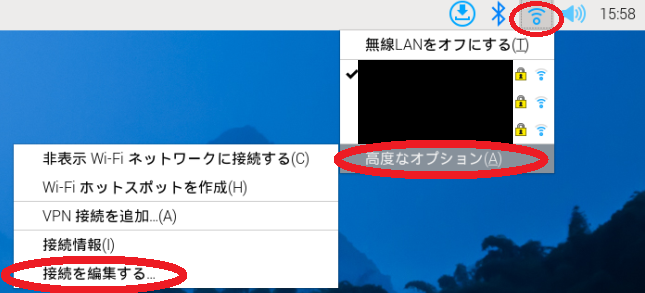 15:58
無線LANをオフにする(T)
高度なオプション(A)
非表示 Wi-Fi ネットワークに接続する(C)
Wi-Fi ホットスポットを作成(H)
VPN 接続を追加...(A)
接続情報(I)
接続を編集する...